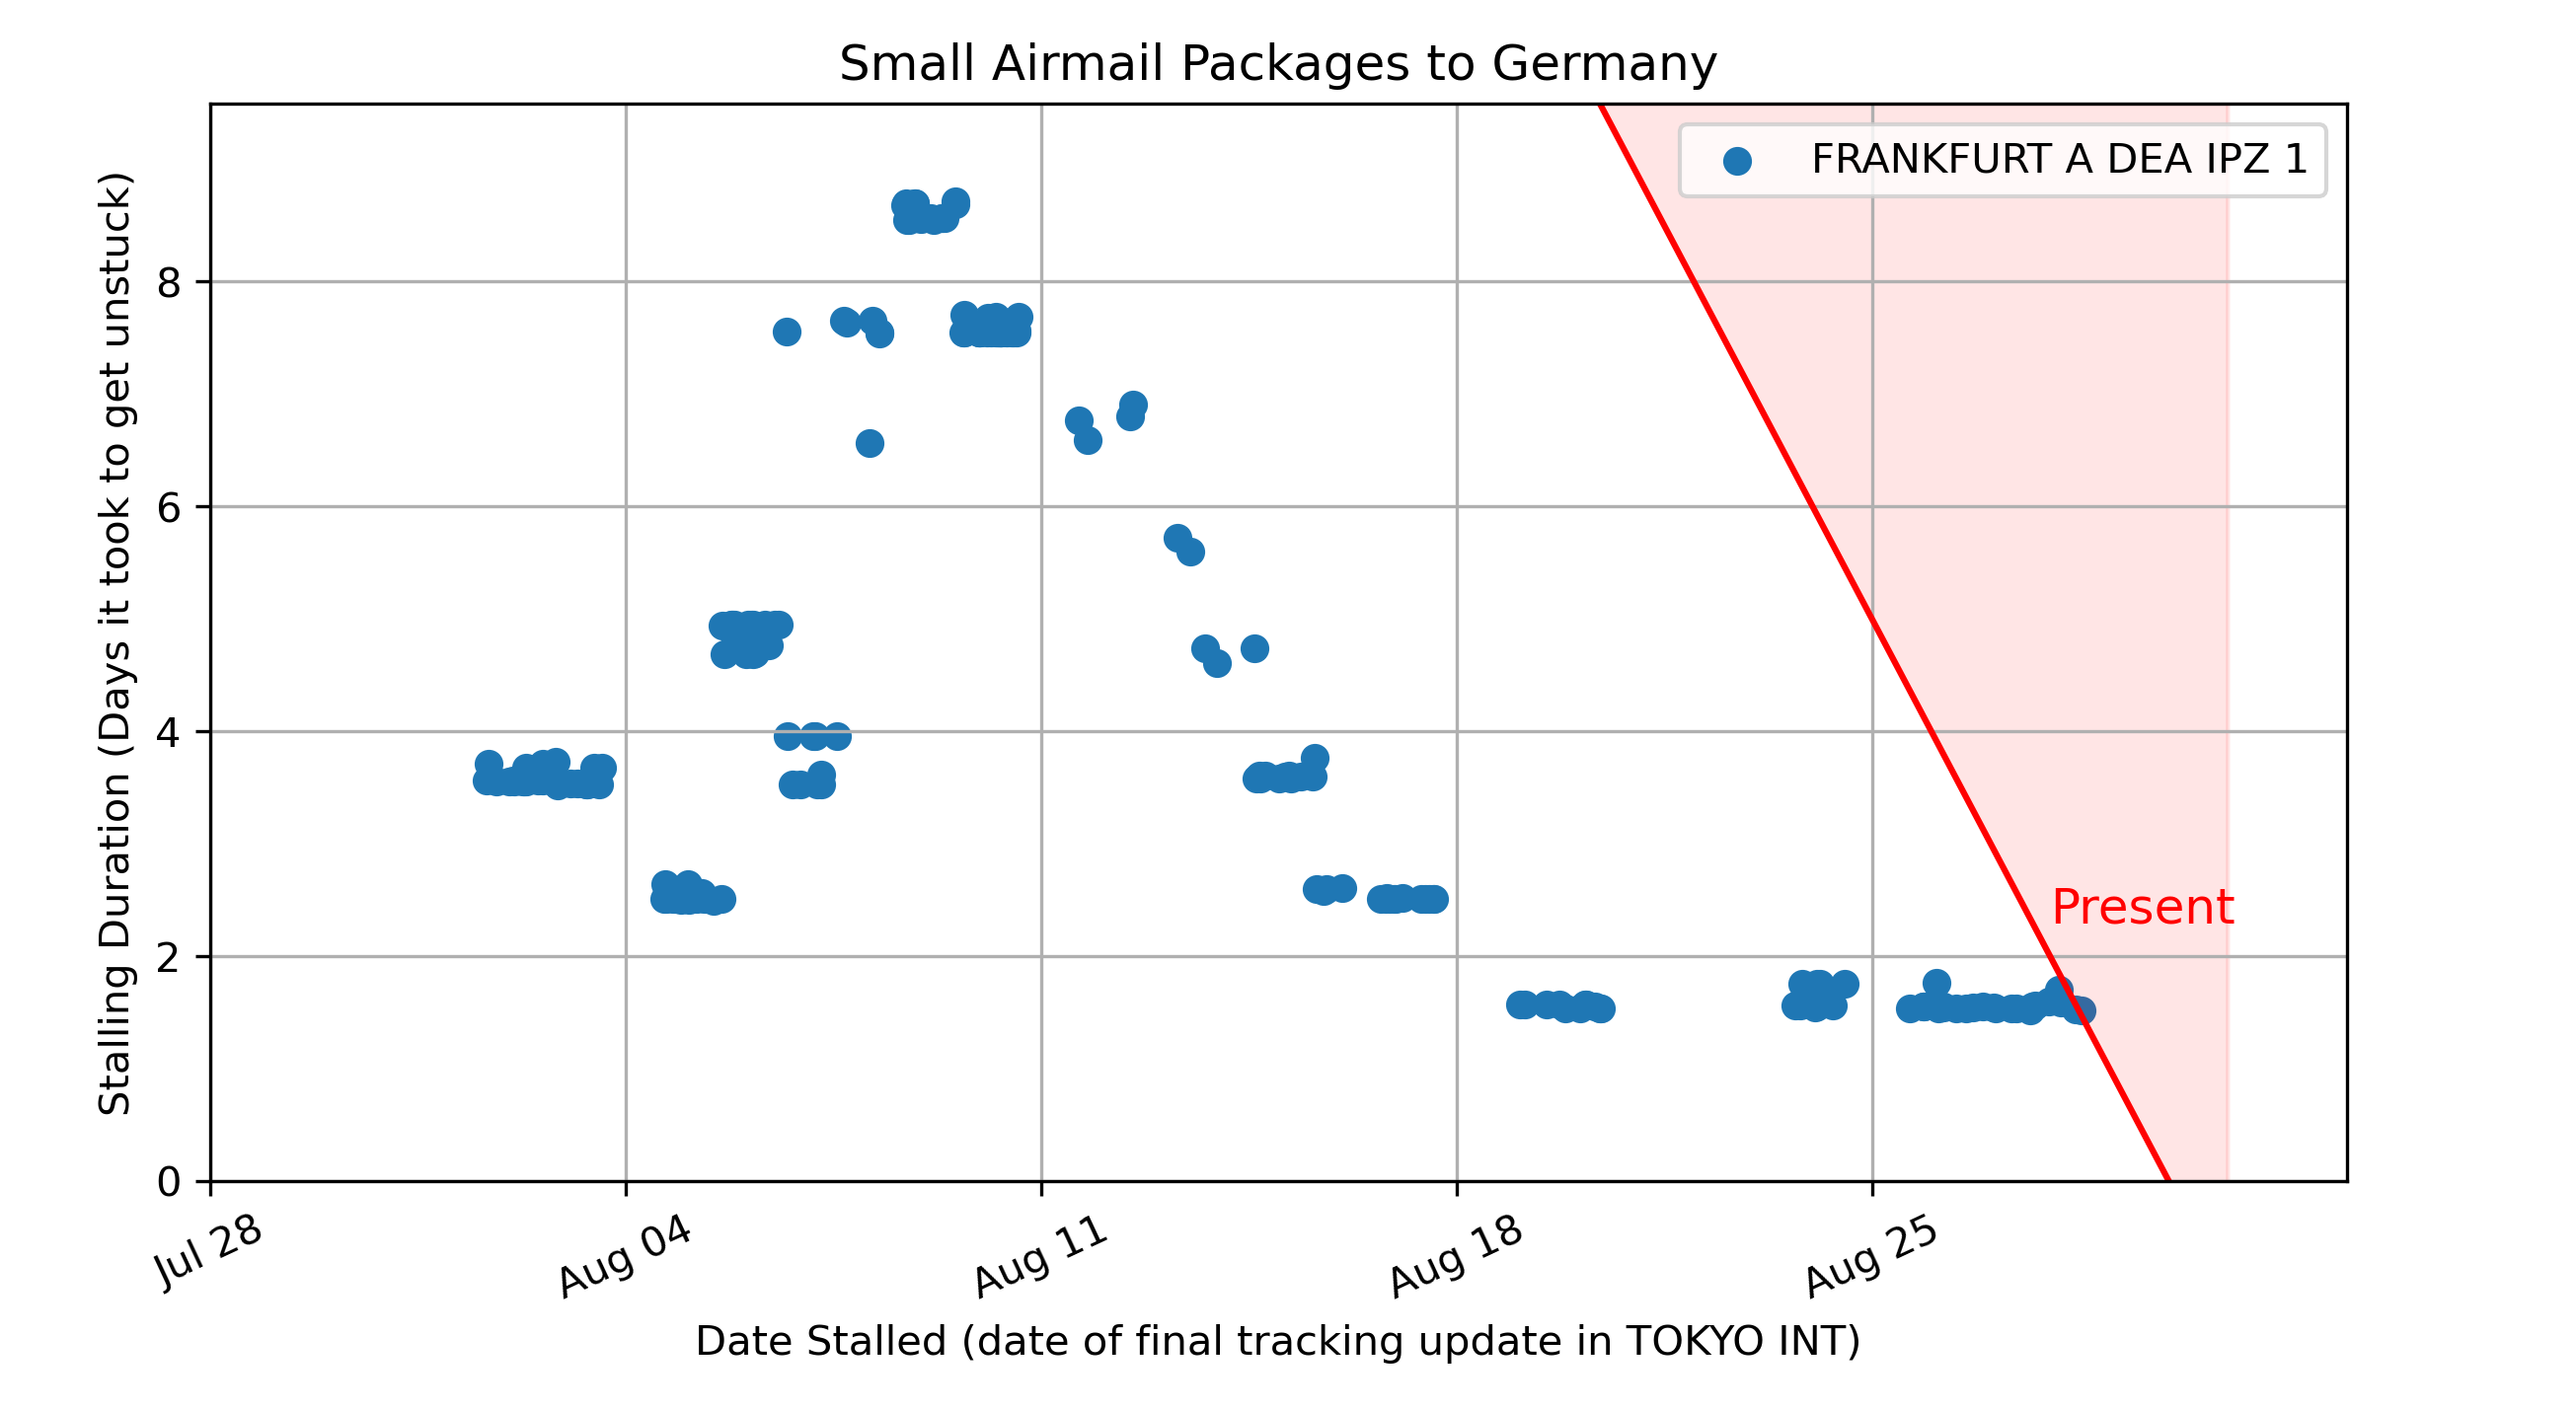 Small Airmail Packages to Germany
FRANKFURT A DEA IPZ 1
Stalling Duration (Days it took to get unstuck)
8
6
4
2
0
Present
Jul 28
Aug 04
Aug 11
Aug 18
Aug 25
Date Stalled (date of final tracking update in TOKYO INT)